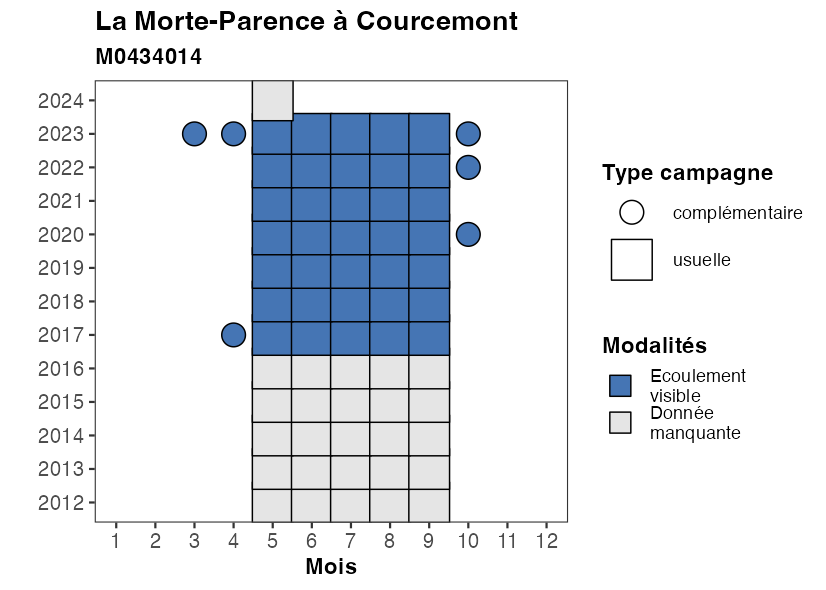 La Morte-Parence à Courcemont
M0434014
2024
2023
2022
2021
2020
2019
2018
2017
2016
2015
2014
2013
2012
1 2 3 4 5 6 7 8 9 10 11 12
Mois
Type campagne
complémentaire
usuelle
Modalités
Ecoulement
visible
Donnée
manquante